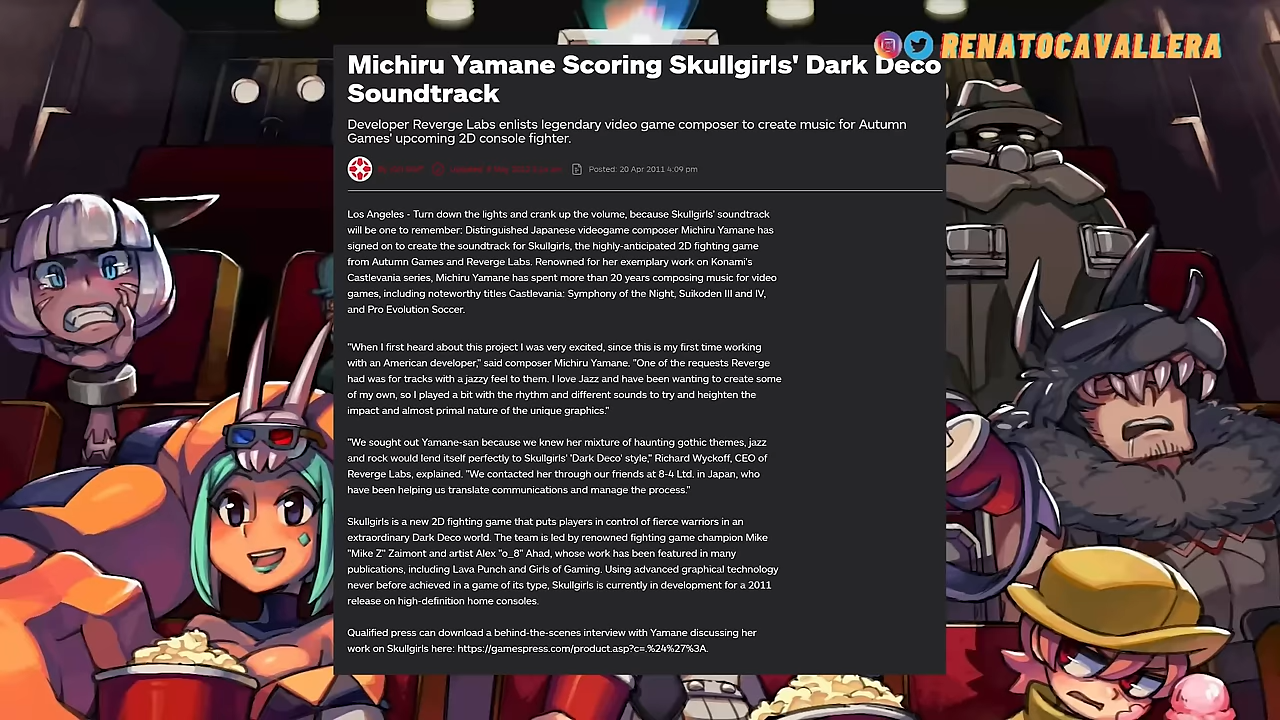 RENATOCAVALLERA
Michiru Yamane Scoring Skullgirls' Dark Deco
Soundtrack
Developer Reverge Labs enlists legendary video game composer to create music for Autumn
Games' upcoming 2D console fighter.
Posted: 20 Apr 2011 4:09 pm
Los Angeles - Turn down the lights and crank up the volume, because Skullgirls' soundtrack
will be one to remember: Distinguished Japanese videogame composer Michiru Yamane has
signed on to create the soundtrack for Skullgirls, the highly-anticipated 2D fighting game
from Autumn Games and Reverge Labs. Renowned for her exemplary work on Konami's
Castlevania series, Michiru Yamane has spent more than 20 years composing music for video
games, including noteworthy titles Castlevania: Symphony of the Night, Suikoden III and IV,
and Pro Evolution Soccer.
"When I first heard about this project I was very excited, since this is my first time working
with an American developer," said composer Michiru Yamane. "One of the requests Reverge
had was for tracks with a jazzy feel to them. I love Jazz and have been wanting to create some
of my own, so I played a bit with the rhythm and different sounds to try and heighten the
impact and almost primal nature of the unique graphics."
"We sought out Yamane-san because we knew her mixture of haunting gothic themes, jazz
and rock would lend itself perfectly to Skullgirls' 'Dark Deco' style," Richard Wyckoff, CEO of
Reverge Labs, explained. "We contacted her through our friends at 8-4 Ltd. in Japan, who
have been helping us translate communications and manage the process."
Skullgirls is a new 2D fighting game that puts players in control of fierce warriors in an
extraordinary Dark Deco world. The team is led by renowned fighting game champion Mike
"Mike Z" Zaimont and artist Alex "o_8" Ahad, whose work has been featured in many
publications, including Lava Punch and Girls of Gaming. Using advanced graphical technology
never before achieved in a game of its type, Skullgirls is currently in development for a 2011
release on high-definition home consoles.
Qualified press can download a behind-the-scenes interview with Yamane discussing her
work on Skullgirls here: https://gamespress.com/product.asp?c=.%24%27%3A.